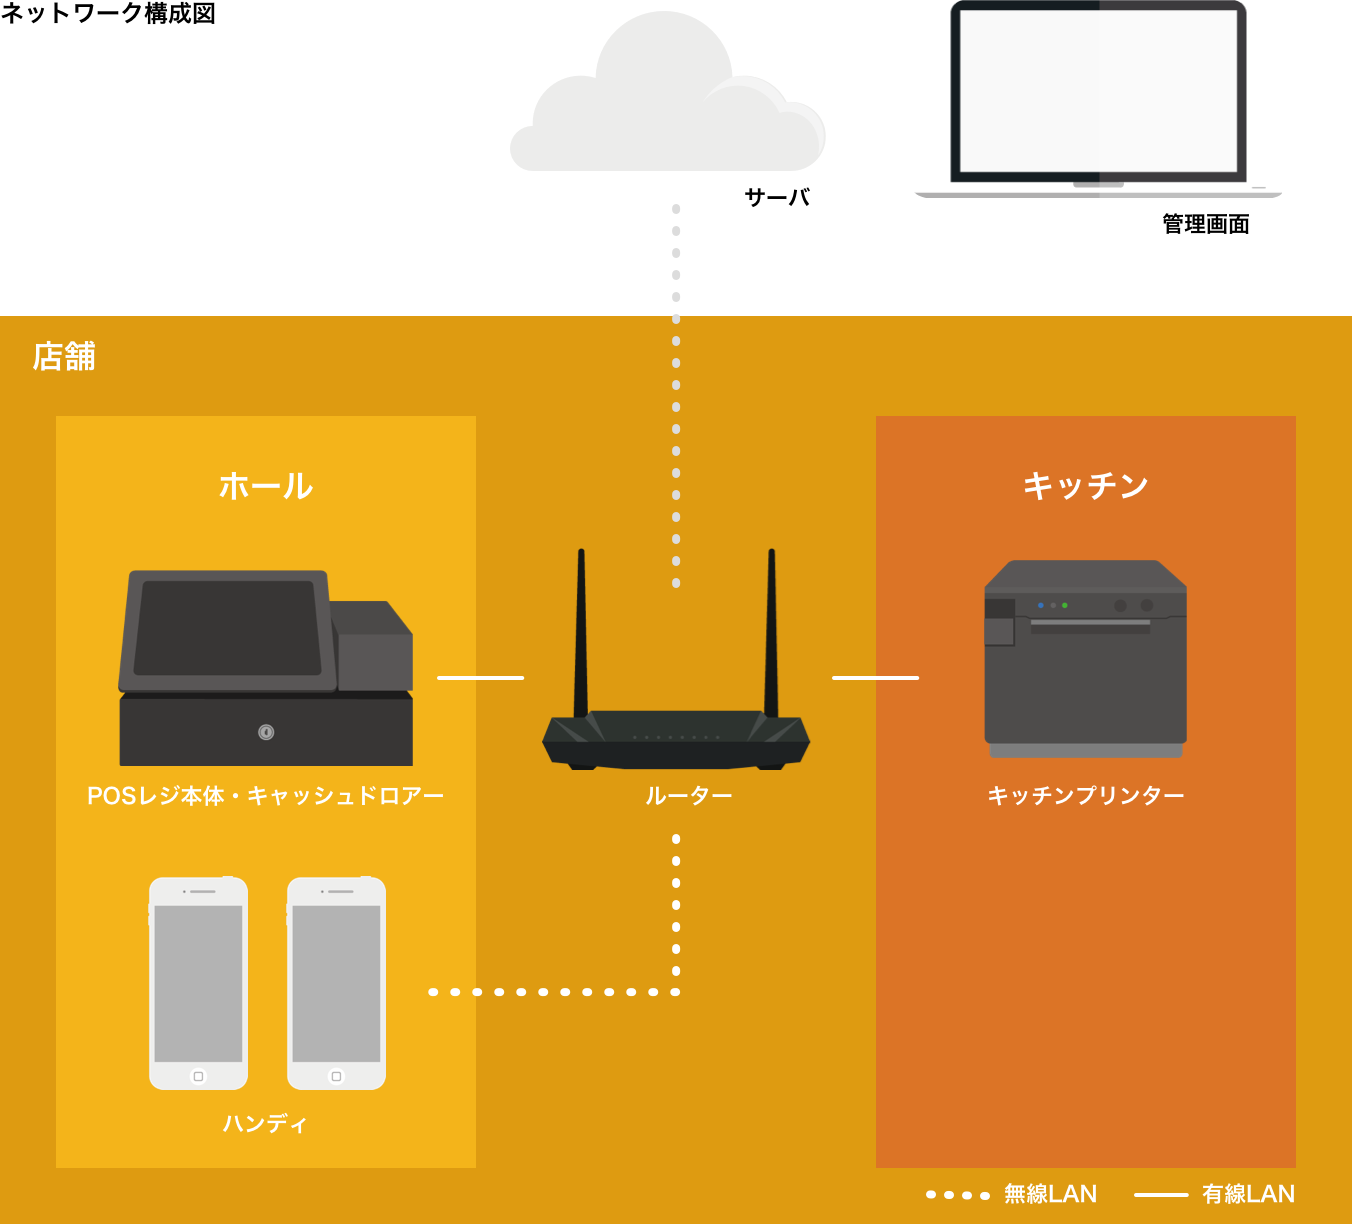 ネットワーク構成図
サーバ
管理画面
店舗
ホール
キッチン
POSレジ本体・キャッシュドロアー
ルーター
キッチンプリンター
ハンディ
無線LAN
有線LAN